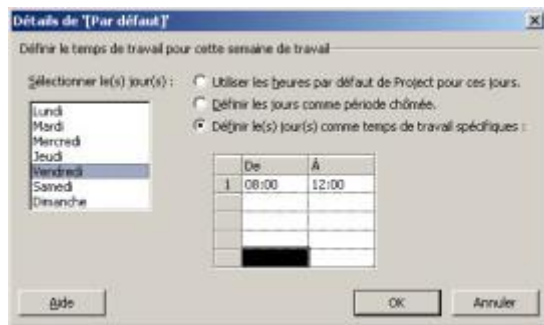 Détails de '[Par défaut]'
Définir le temps de travail pour cette semaine de travail
Sélectionner le(s) jour(s) :
Utiliser les heures par défaut de Project pour ces jours.
Définir les jours comme période chômée.
Définir le(s) jour(s) comme temps de travail spécifiques :
Lundi
Mardi
Mercredi
Jeudi
Vendredi
Samedi
Dimanche
De À
1 08:00 12:00
Aide OK Annuler